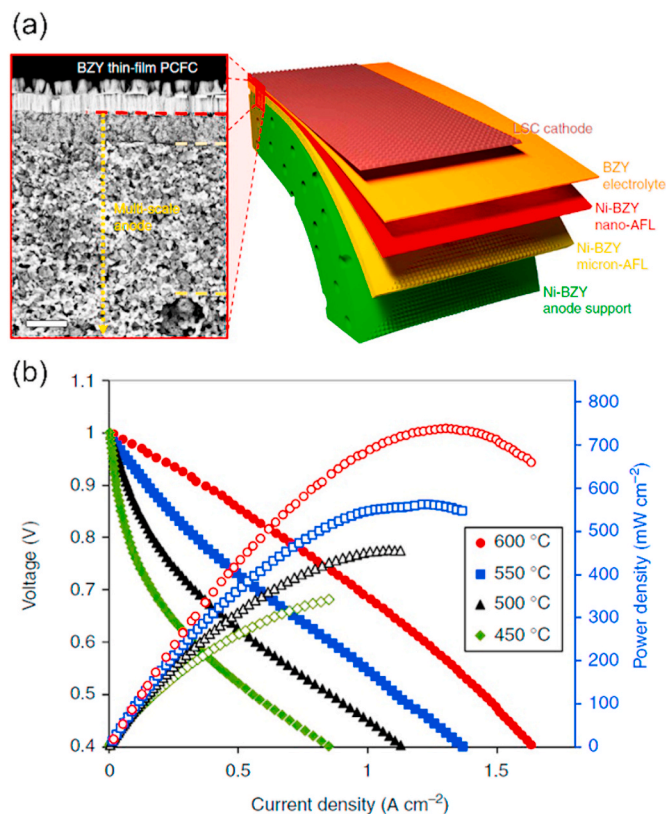 (a)
BZY thin-film PCFC
Multi-scale
anode
LSC cathode
BZY
electrolyte
Ni-BZY
nano-AFL
Ni-BZY
micron-AFL
Ni-BZY
anode support
(b)
1.1
1
0.9
0.8
0.7
0.6
0.5
0.4
Voltage (V)
0
0.5
1
1.5
Current density (A cm⁻²)
800
700
600
500
400
300
200
100
0
Power density (mW cm⁻²)
600 °C
550 °C
500 °C
450 °C